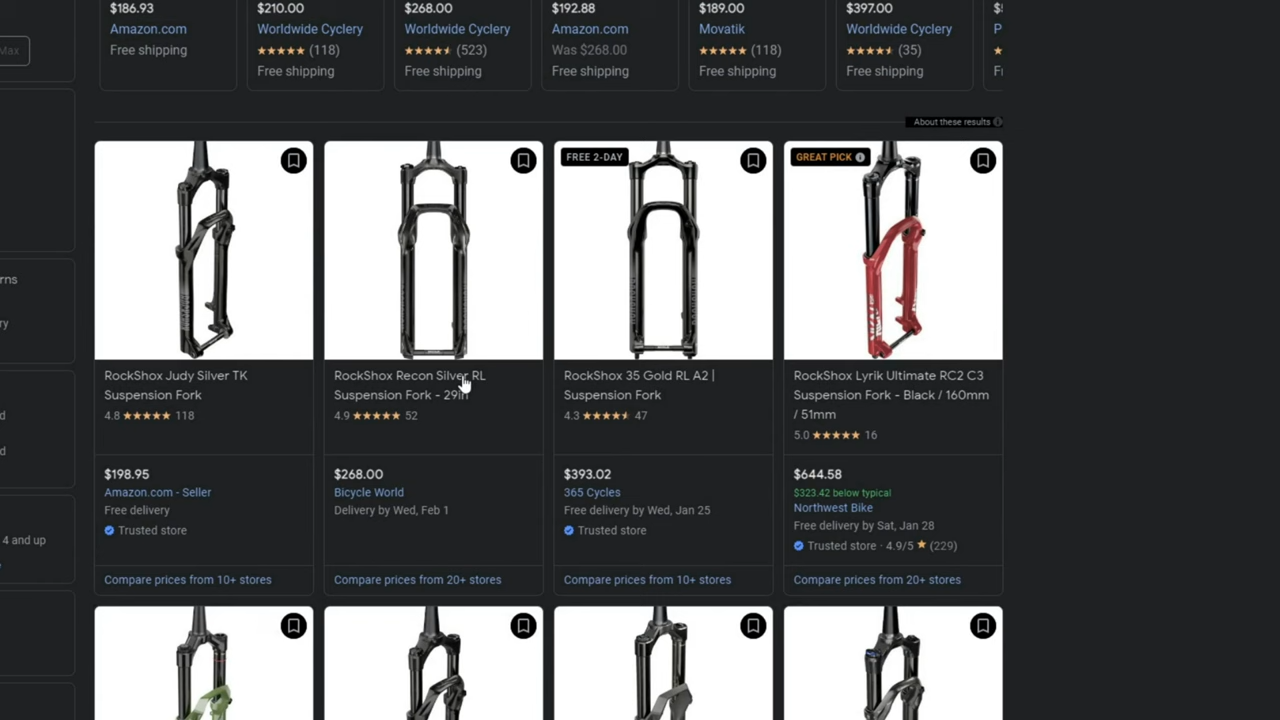 $186.93
Amazon.com
Free shipping
$210.00
Worldwide Cyclery
(118)
Free shipping
$268.00
Worldwide Cyclery
(523)
Free shipping
$192.88
Amazon.com
Was $268.00
Free shipping
$189.00
Movatik
(118)
Free shipping
$397.00
Worldwide Cyclery
(35)
Free shipping
Max
About these results
RockShox Judy Silver TK
Suspension Fork
4.8 118
$198.95
Amazon.com - Seller
Free delivery
Trusted store
Compare prices from 10+ stores
RockShox Recon Silver RL
Suspension Fork - 29in
4.9 52
$268.00
Bicycle World
Delivery by Wed, Feb 1
Compare prices from 20+ stores
FREE 2-DAY
RockShox 35 Gold RL A2 |
Suspension Fork
4.3 47
$393.02
365 Cycles
Free delivery by Wed, Jan 25
Trusted store
Compare prices from 10+ stores
GREAT PICK
RockShox Lyrik Ultimate RC2 C3
Suspension Fork - Black / 160mm
/ 51mm
5.0 16
$644.58
$323.42 below typical
Northwest Bike
Free delivery by Sat, Jan 28
Trusted store · 4.9/5 ★ (229)
Compare prices from 20+ stores
4 and up